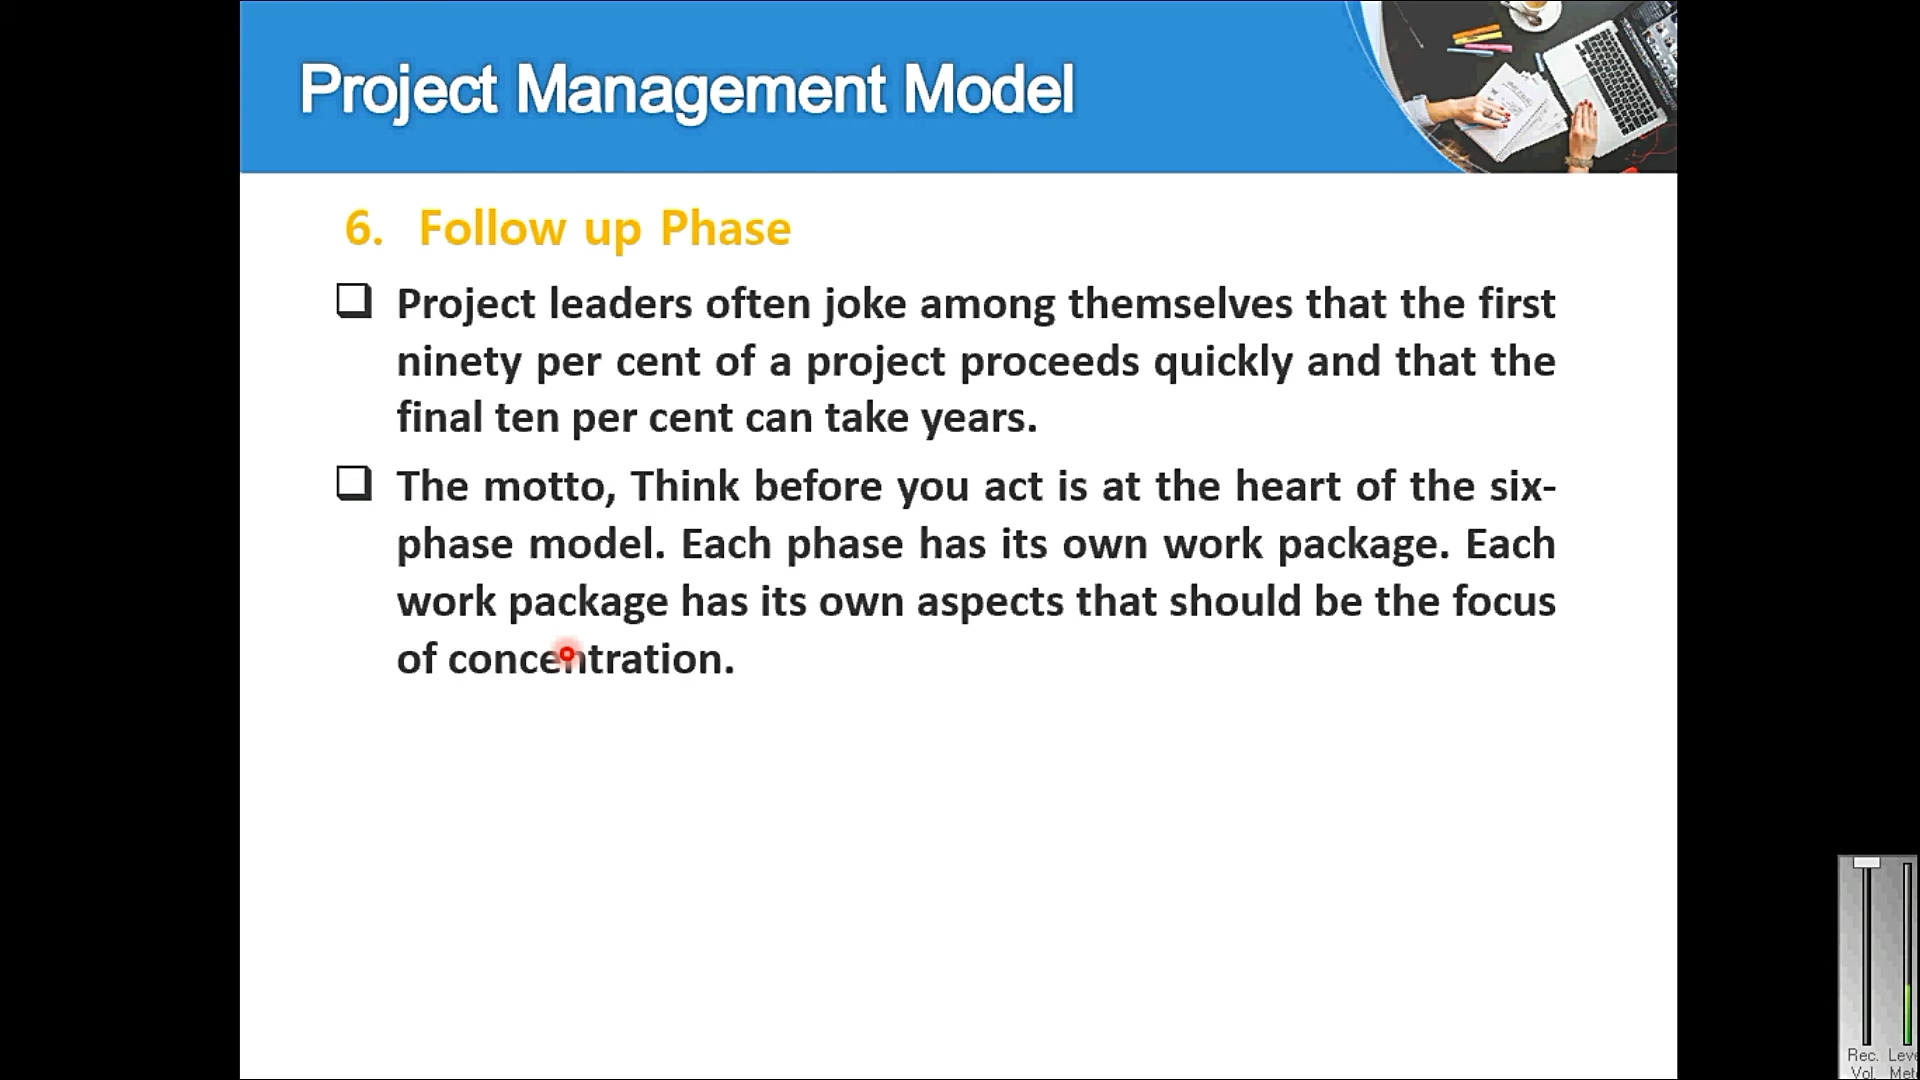 Project Management Model
6. Follow up Phase
Project leaders often joke among themselves that the first
ninety per cent of a project proceeds quickly and that the
final ten per cent can take years.
The motto, Think before you act is at the heart of the six-
phase model. Each phase has its own work package. Each
work package has its own aspects that should be the focus
of concentration.
Rec. Leve
Vol. Mete